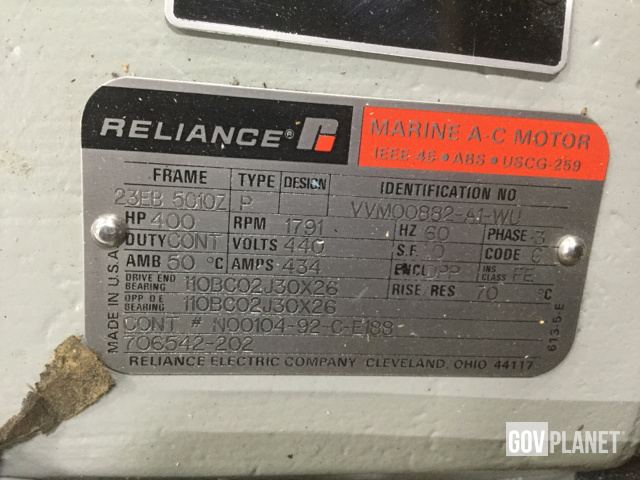 RELIANCE®
MARINE A-C MOTOR
IEEE-45 • ABS • USCG-259
FRAME TYPE DESIGN IDENTIFICATION NO
23EB 5010Z P VVM00882-A1-WU
HP 400 RPM 1791 HZ 60 PHASE 3
DUTY CONT VOLTS 440 S.F. CODE
AMB 50 °C AMPS 434 ENCL DPP INS CLASS
DRIVE END BEARING 110BC02J30X26 RISE RES 70 °C
OPP D E BEARING 110BC02J30X26
CONT # N00104-92-C-E188
706542-202
RELIANCE ELECTRIC COMPANY CLEVELAND, OHIO 44117
MADE IN U.S.A.
613-5-E
GOVPLANET